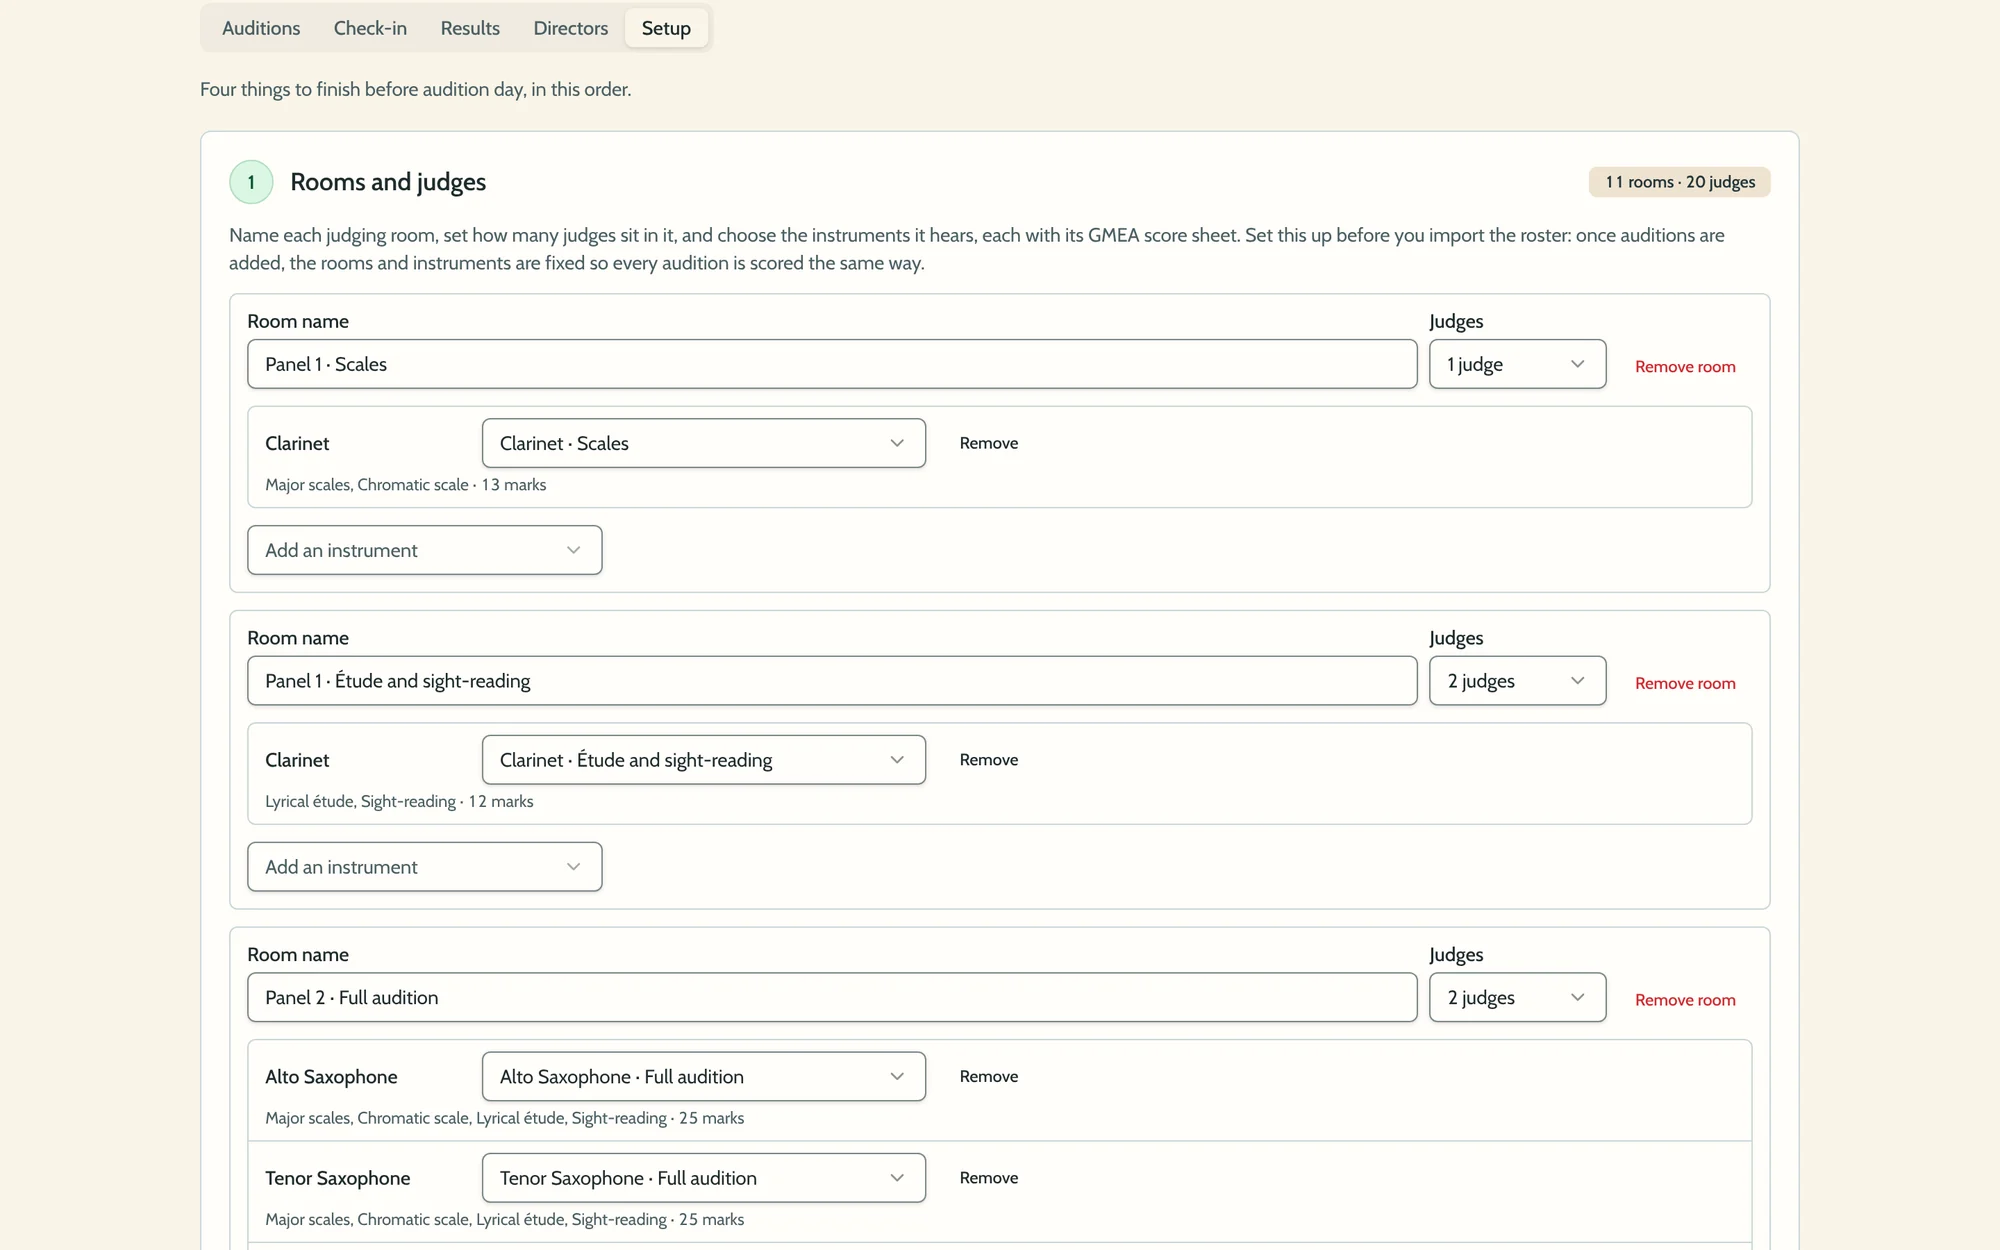 Auditions Check-in Results Directors Setup
Four things to finish before audition day, in this order.
1 Rooms and judges 11 rooms · 20 judges
Name each judging room, set how many judges sit in it, and choose the instruments it hears, each with its GMEA score sheet. Set this up before you import the roster: once auditions are
added, the rooms and instruments are fixed so every audition is scored the same way.
Room name Judges
Panel 1 · Scales 1 judge Remove room
Clarinet Clarinet · Scales Remove
Major scales, Chromatic scale · 13 marks
Add an instrument
Room name Judges
Panel 1 · Étude and sight-reading 2 judges Remove room
Clarinet Clarinet · Étude and sight-reading Remove
Lyrical étude, Sight-reading · 12 marks
Add an instrument
Room name Judges
Panel 2 · Full audition 2 judges Remove room
Alto Saxophone Alto Saxophone · Full audition Remove
Major scales, Chromatic scale, Lyrical étude, Sight-reading · 25 marks
Tenor Saxophone Tenor Saxophone · Full audition Remove
Major scales, Chromatic scale, Lyrical étude, Sight-reading · 25 marks